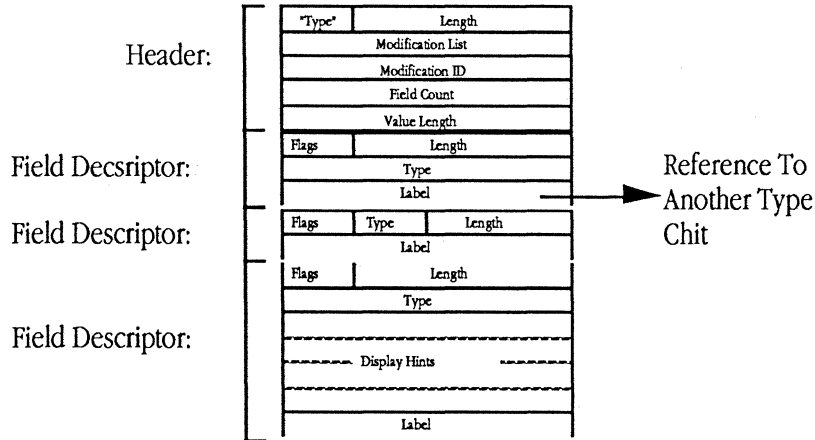 Header:
"Type" Length
Modification List
Modification ID
Field Count
Value Length
Field Decsriptor:
Flags Length
Type
Label
Reference To
Another Type
Chit
Field Descriptor:
Flags Type Length
Label
Field Descriptor:
Flags Length
Type
Display Hints
Label